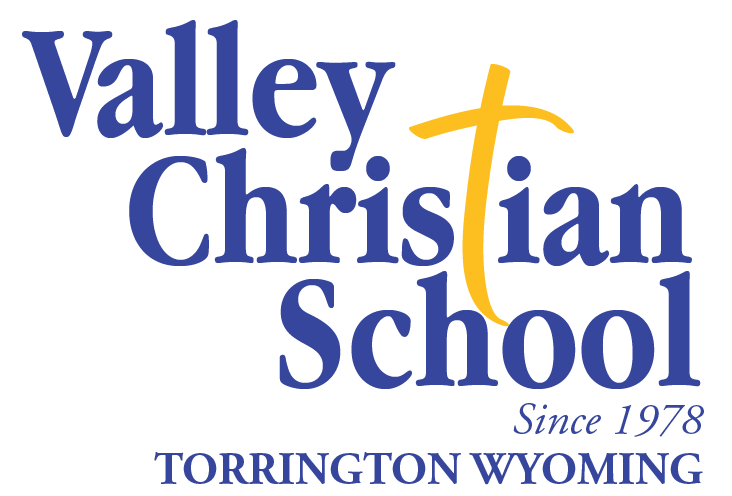 Valley
Christian
School
Since 1978
TORRINGTON WYOMING